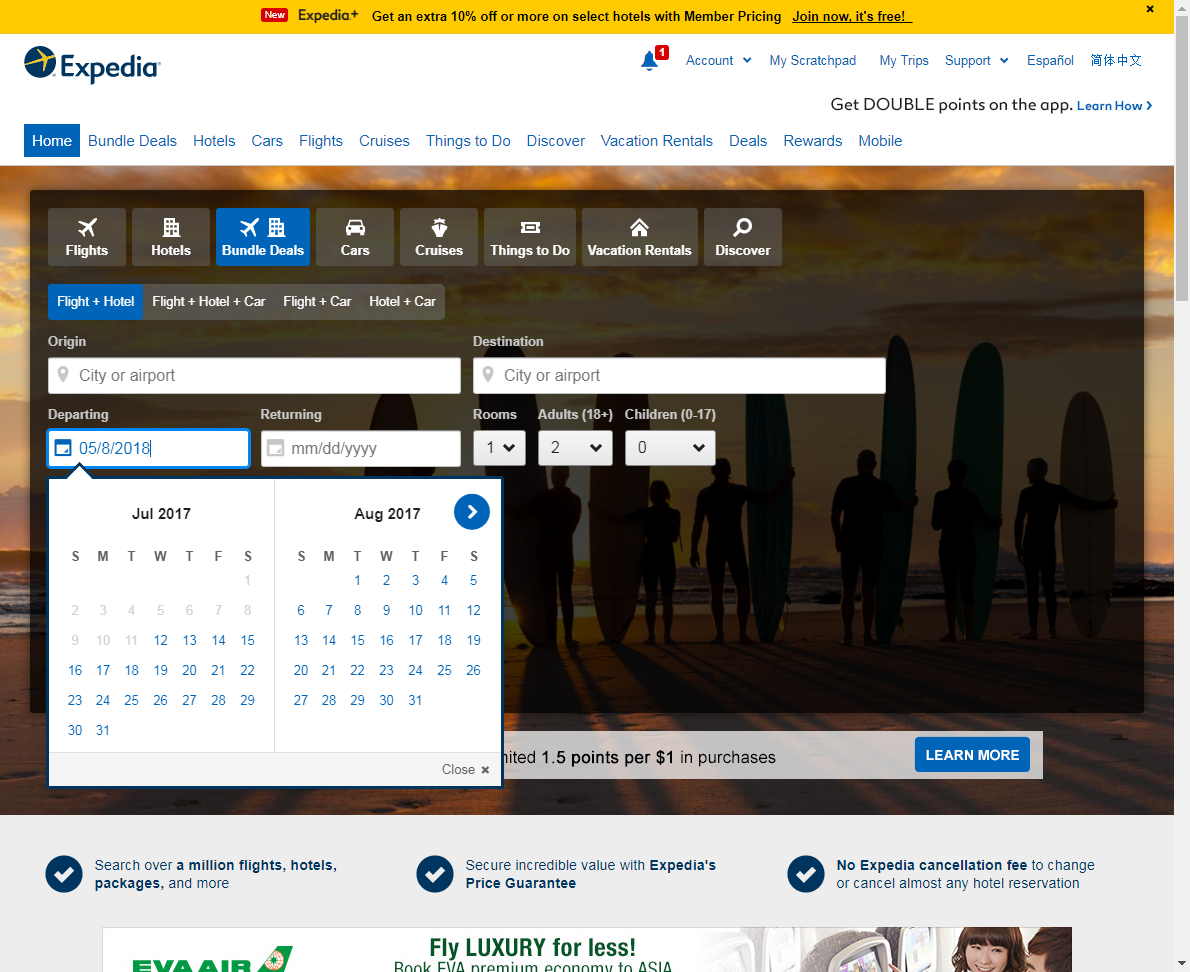 New Expedia+ Get an extra 10% off or more on select hotels with Member Pricing Join now, it's free!
Expedia
1 Account My Scratchpad My Trips Support Español 简体中文
Get DOUBLE points on the app. Learn How
Home Bundle Deals Hotels Cars Flights Cruises Things to Do Discover Vacation Rentals Deals Rewards Mobile
Flights Hotels Bundle Deals Cars Cruises Things to Do Vacation Rentals Discover
Flight + Hotel Flight + Hotel + Car Flight + Car Hotel + Car
Origin Destination
City or airport City or airport
Departing Returning Rooms Adults (18+) Children (0-17)
05/8/2018 mm/dd/yyyy 1 2 0
Jul 2017 Aug 2017
S M T W T F S S M T W T F S
1 1 2 3 4 5
2 3 4 5 6 7 8 6 7 8 9 10 11 12
9 10 11 12 13 14 15 13 14 15 16 17 18 19
16 17 18 19 20 21 22 20 21 22 23 24 25 26
23 24 25 26 27 28 29 27 28 29 30 31
30 31
1.5 points per $1 in purchases LEARN MORE
Close
Search over a million flights, hotels,
packages, and more
Secure incredible value with Expedia's
Price Guarantee
No Expedia cancellation fee to change
or cancel almost any hotel reservation
EVA AIR
Fly LUXURY for less!
Book EVA premium economy to ASIA